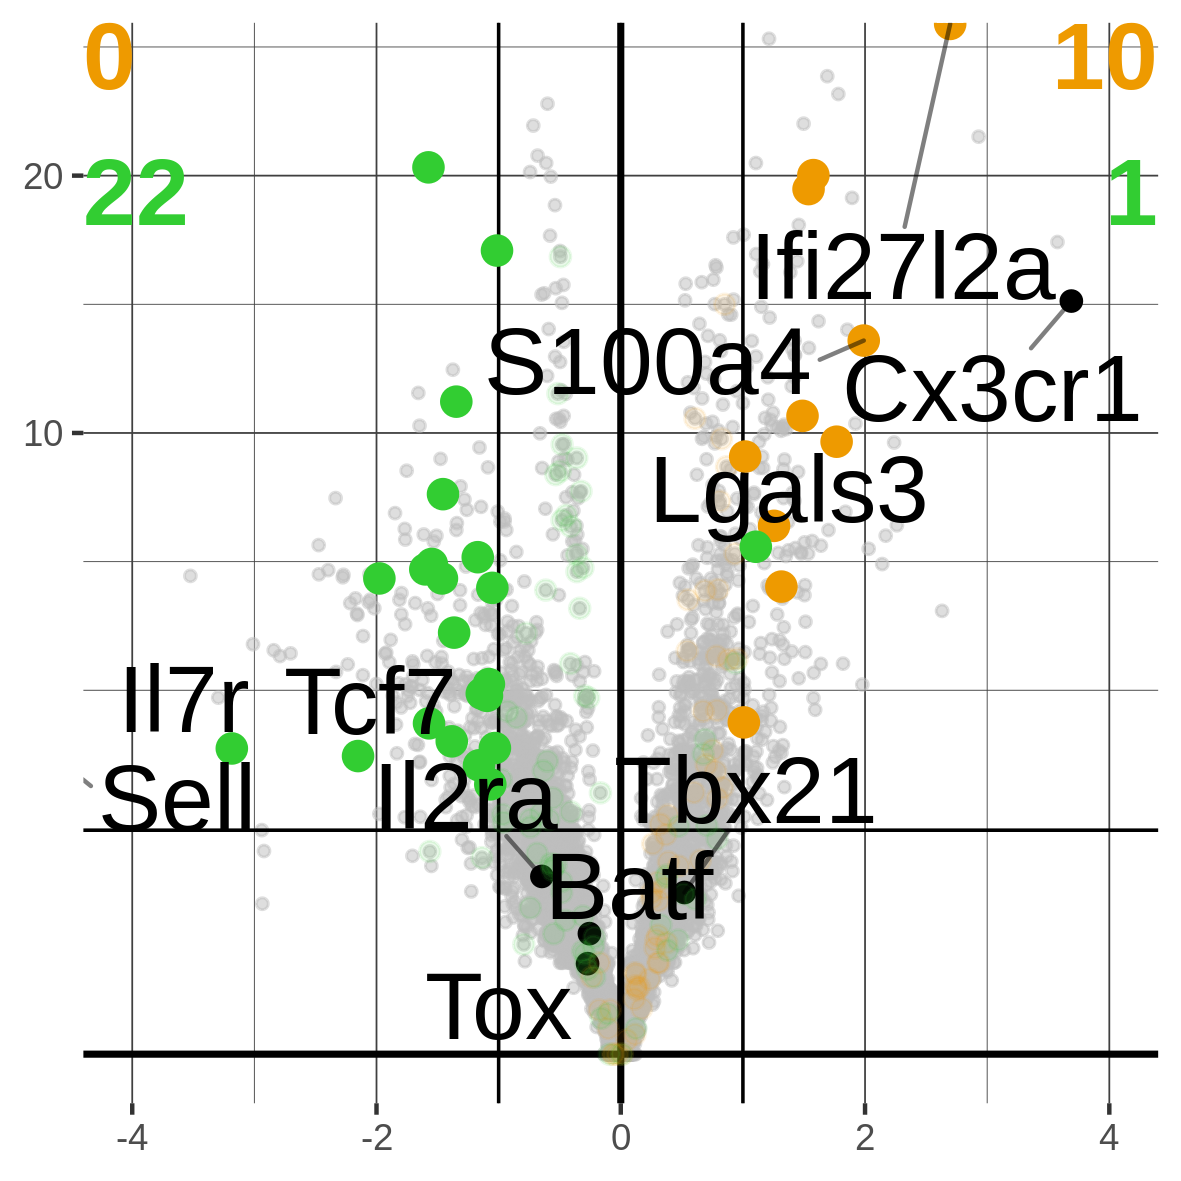 0
10
20
22
1
Ifi27l2a
S100a4
Cx3cr1
10
Lgals3
Il7r
Tcf7
Sell
Il2ra
Tbx21
Batf
Tox
-4
-2
0
2
4